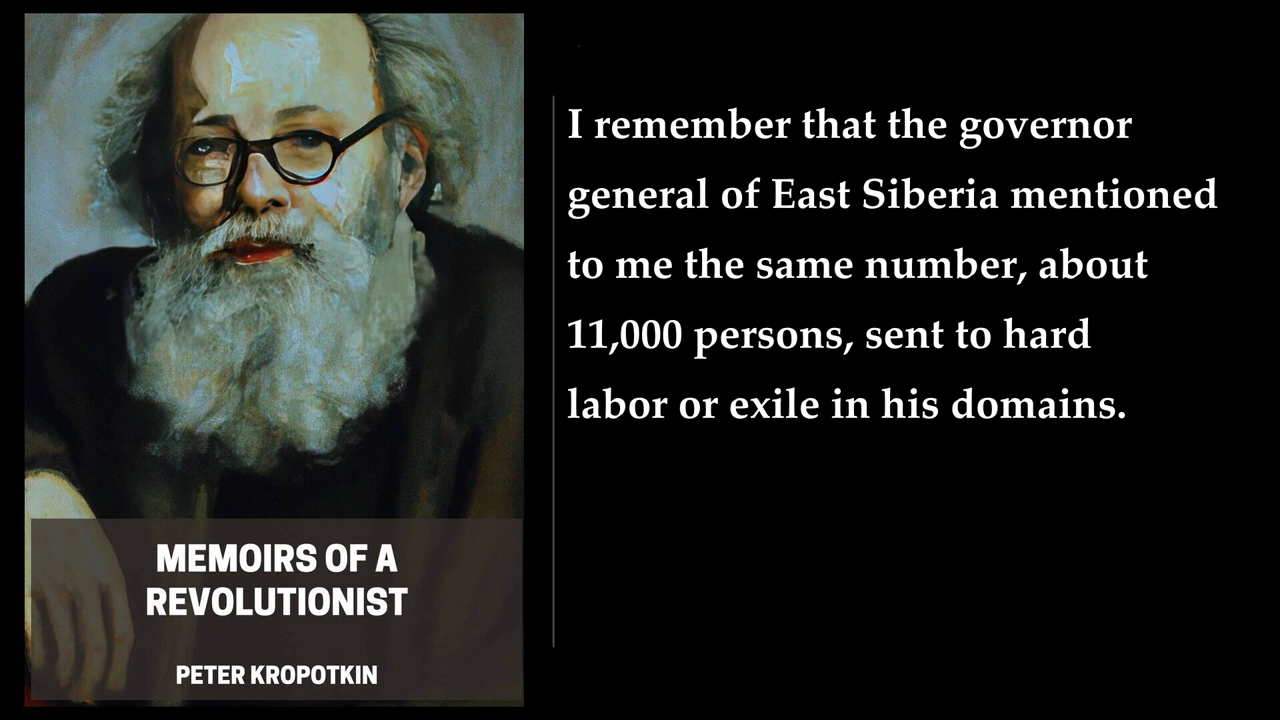 I remember that the governor
general of East Siberia mentioned
to me the same number, about
11,000 persons, sent to hard
labor or exile in his domains.
MEMOIRS OF A
REVOLUTIONIST
PETER KROPOTKIN